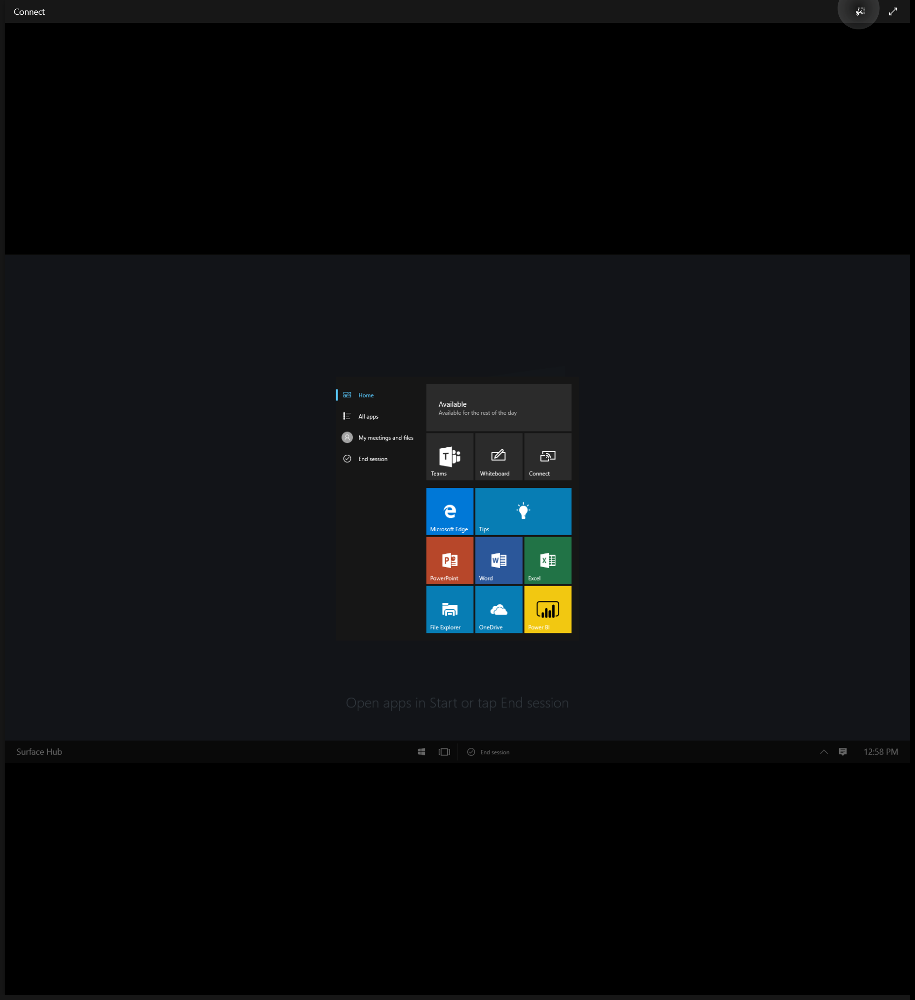 Connect
Home
All apps
My meetings and files
End session
Available
Available for the rest of the day
Teams
Whiteboard
Connect
Microsoft Edge
Tips
PowerPoint
Word
Excel
File Explorer
OneDrive
Power BI
Open apps in Start or tap End session
Surface Hub
End session
12:58 PM